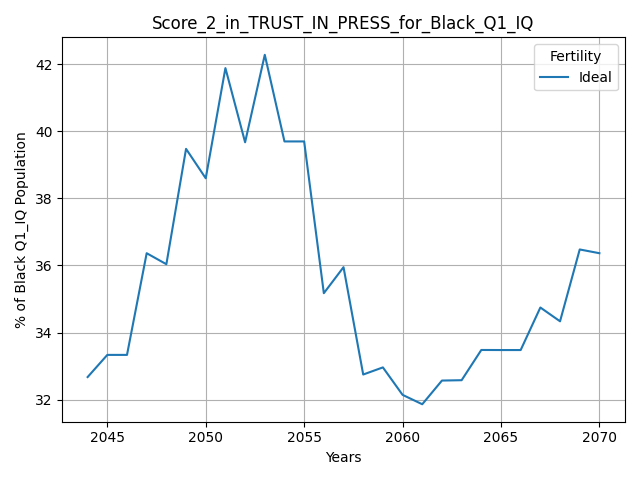 Score_2_in_TRUST_IN_PRESS_for_Black_Q1_IQ
Fertility
Ideal
% of Black Q1_IQ Population
42
40
38
36
34
32
2045 2050 2055 2060 2065 2070
Years